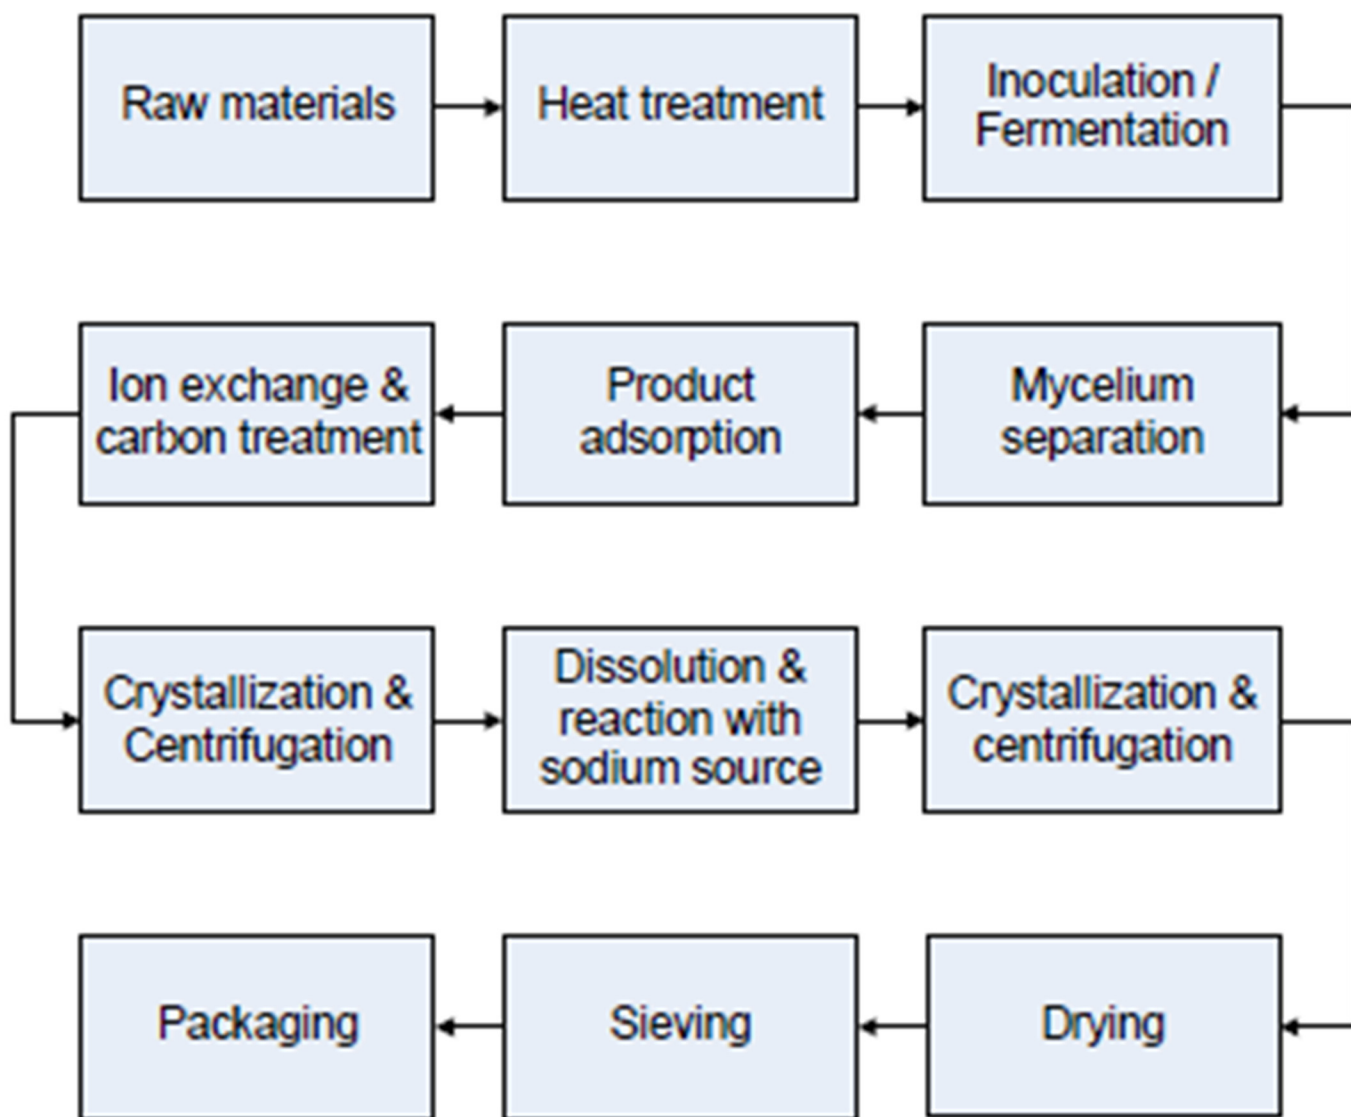 Raw materials
Heat treatment
Inoculation /
Fermentation
Mycelium
separation
Product
adsorption
Ion exchange &
carbon treatment
Crystallization &
Centrifugation
Dissolution &
reaction with
sodium source
Crystallization &
centrifugation
Drying
Sieving
Packaging